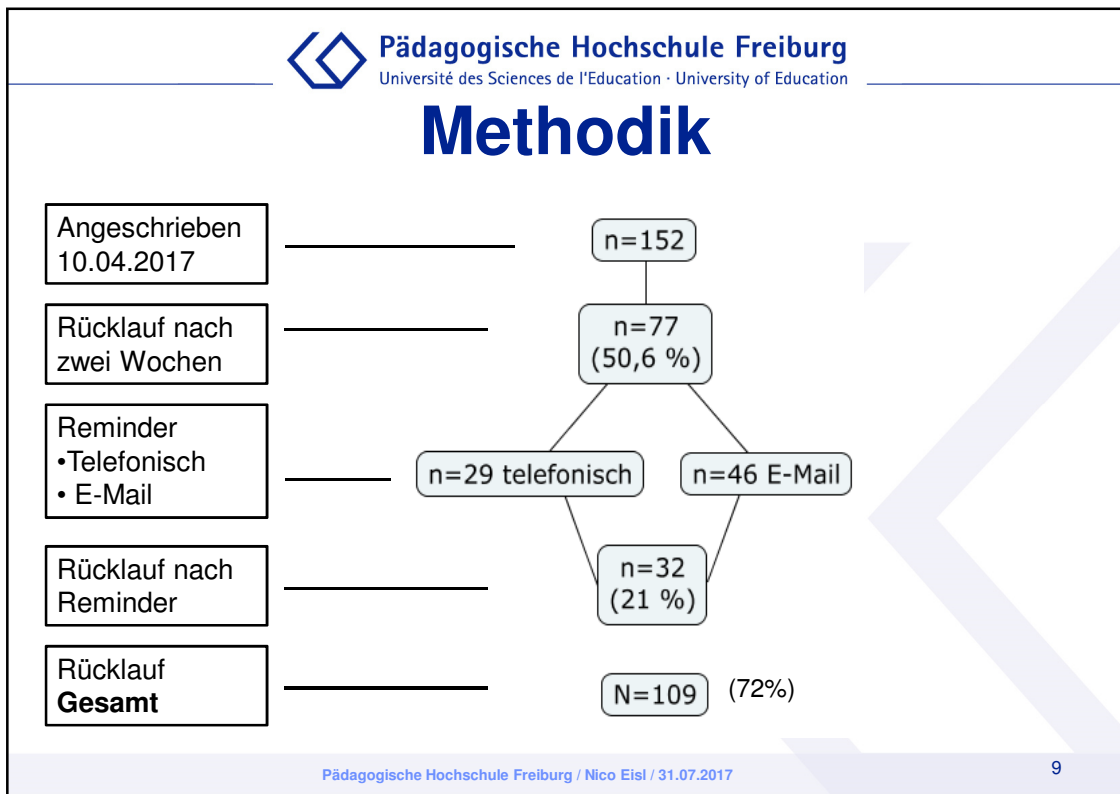 Pädagogische Hochschule Freiburg
Université des Sciences de l'Education · University of Education
Methodik
Angeschrieben
10.04.2017
n=152
Rücklauf nach
zwei Wochen
n=77
(50,6 %)
Reminder
•Telefonisch
• E-Mail
n=29 telefonisch
n=46 E-Mail
Rücklauf nach
Reminder
n=32
(21 %)
Rücklauf
Gesamt
N=109
(72%)
Pädagogische Hochschule Freiburg / Nico Eisl / 31.07.2017
9